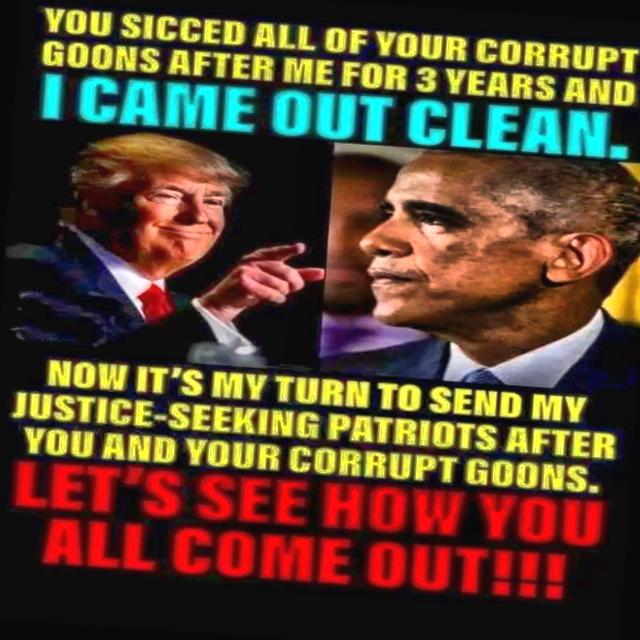 YOU SICCED ALL OF YOUR CORRUPT
GOONS AFTER ME FOR 3 YEARS AND
I CAME OUT CLEAN.
NOW IT'S MY TURN TO SEND MY
JUSTICE-SEEKING PATRIOTS AFTER
YOU AND YOUR CORRUPT GOONS.
LET'S SEE HOW YOU
ALL COME OUT!!!